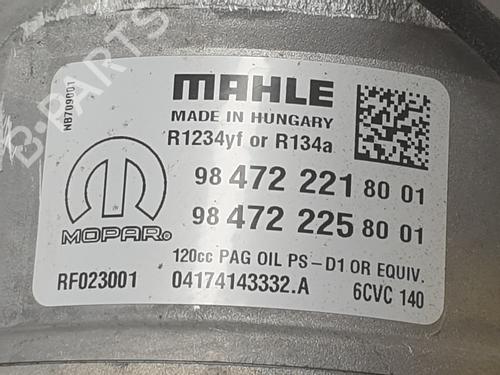 MAHLE
MADE IN HUNGARY
R1234yf or R134a
N8709001
98 472 221 80 01
98 472 225 80 01
MOPAR®
120cc PAG OIL PS-D1 OR EQUIV.
RF023001 04174143332.A 6CVC 140
B-PARTS